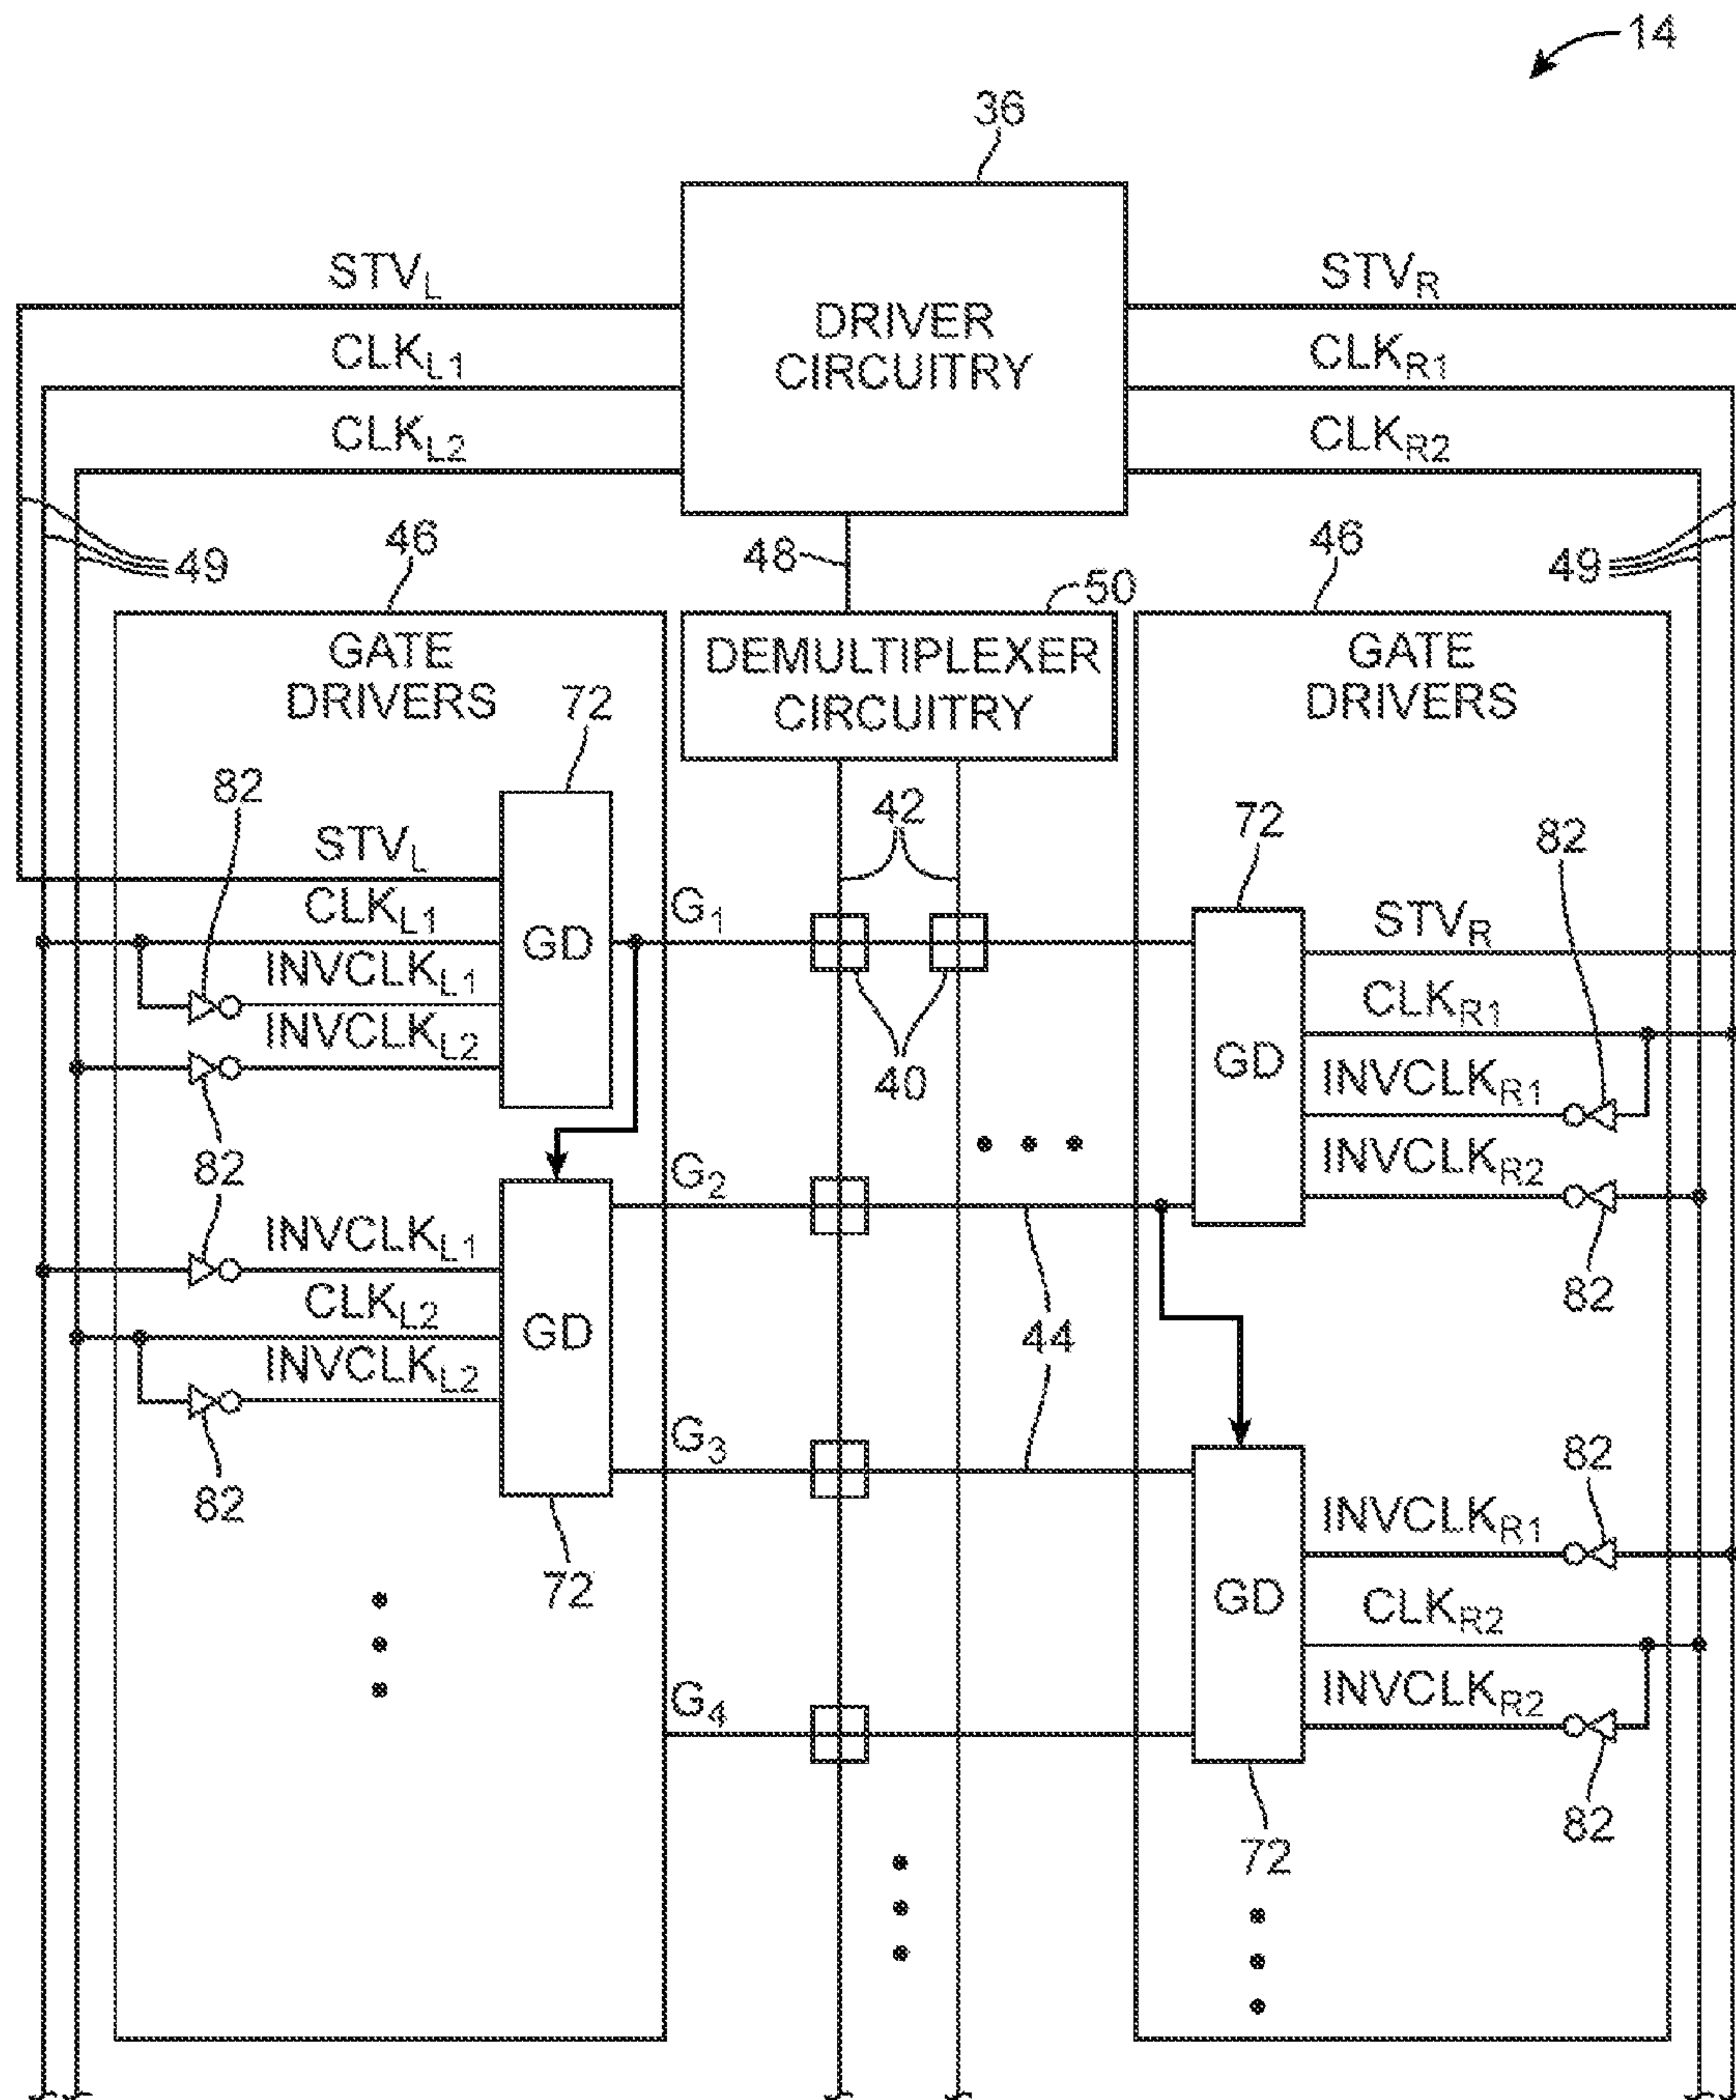 14
36
STVL
CLKL1
CLKL2
DRIVER
CIRCUITRY
STVR
CLKR1
CLKR2
49
46
48
50
46
49
GATE
DRIVERS
DEMULTIPLEXER
CIRCUITRY
GATE
DRIVERS
82
72
STVL
CLKL1
INVCLKL1
INVCLKL2
GD
G1
42
40
72
82
STVR
CLKR1
INVCLKR1
INVCLKR2
GD
82
82
INVCLKL1
CLKL2
INVCLKL2
GD
82
72
G2
44
G3
82
INVCLKR1
CLKR2
INVCLKR2
GD
G4
82
72